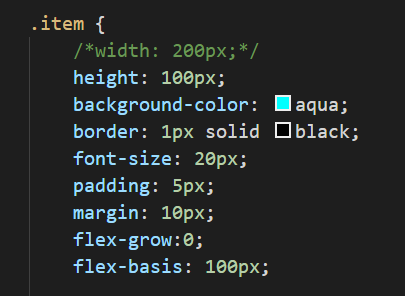 .item {
/*width: 200px;*/
height: 100px;
background-color: aqua;
border: 1px solid black;
font-size: 20px;
padding: 5px;
margin: 10px;
flex-grow:0;
flex-basis: 100px;